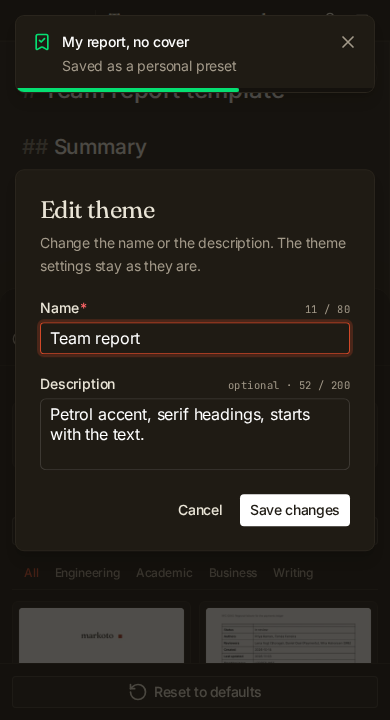 My report, no cover
Saved as a personal preset
# Team report template
## Summary
Edit theme
Change the name or the description. The theme
settings stay as they are.
Name*
11 / 80
Team report
Description
optional · 52 / 200
Petrol accent, serif headings, starts
with the text.
Cancel
Save changes
All
Engineering
Academic
Business
Writing
markoto
Reset to defaults